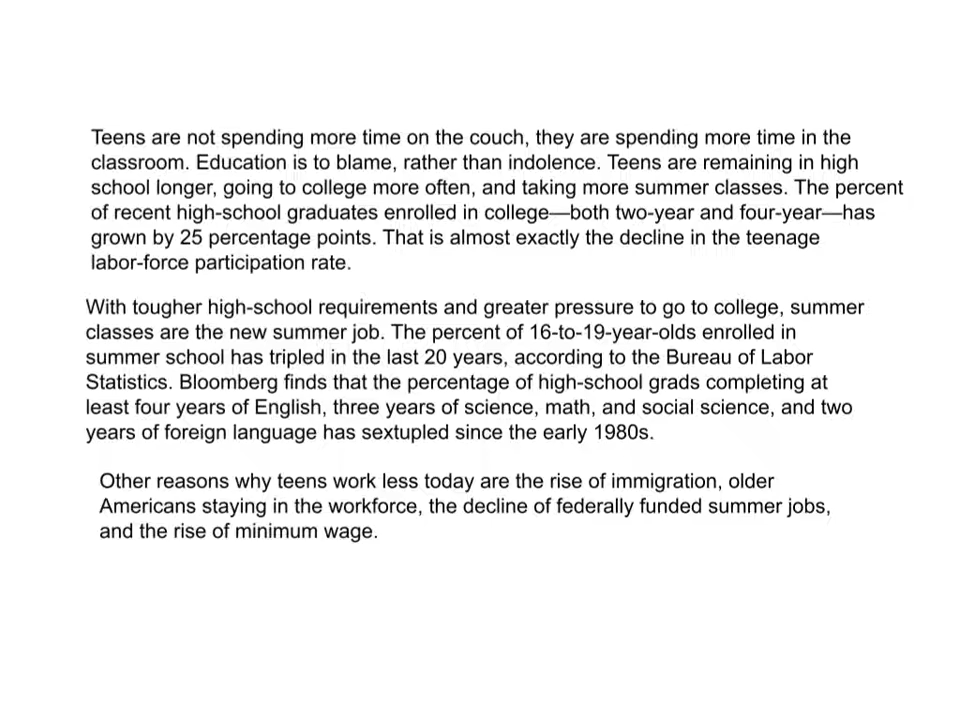 Teens are not spending more time on the couch, they are spending more time in the
classroom. Education is to blame, rather than indolence. Teens are remaining in high
school longer, going to college more often, and taking more summer classes. The percent
of recent high-school graduates enrolled in college—both two-year and four-year—has
grown by 25 percentage points. That is almost exactly the decline in the teenage
labor-force participation rate.
With tougher high-school requirements and greater pressure to go to college, summer
classes are the new summer job. The percent of 16-to-19-year-olds enrolled in
summer school has tripled in the last 20 years, according to the Bureau of Labor
Statistics. Bloomberg finds that the percentage of high-school grads completing at
least four years of English, three years of science, math, and social science, and two
years of foreign language has sextupled since the early 1980s.
Other reasons why teens work less today are the rise of immigration, older
Americans staying in the workforce, the decline of federally funded summer jobs,
and the rise of minimum wage.